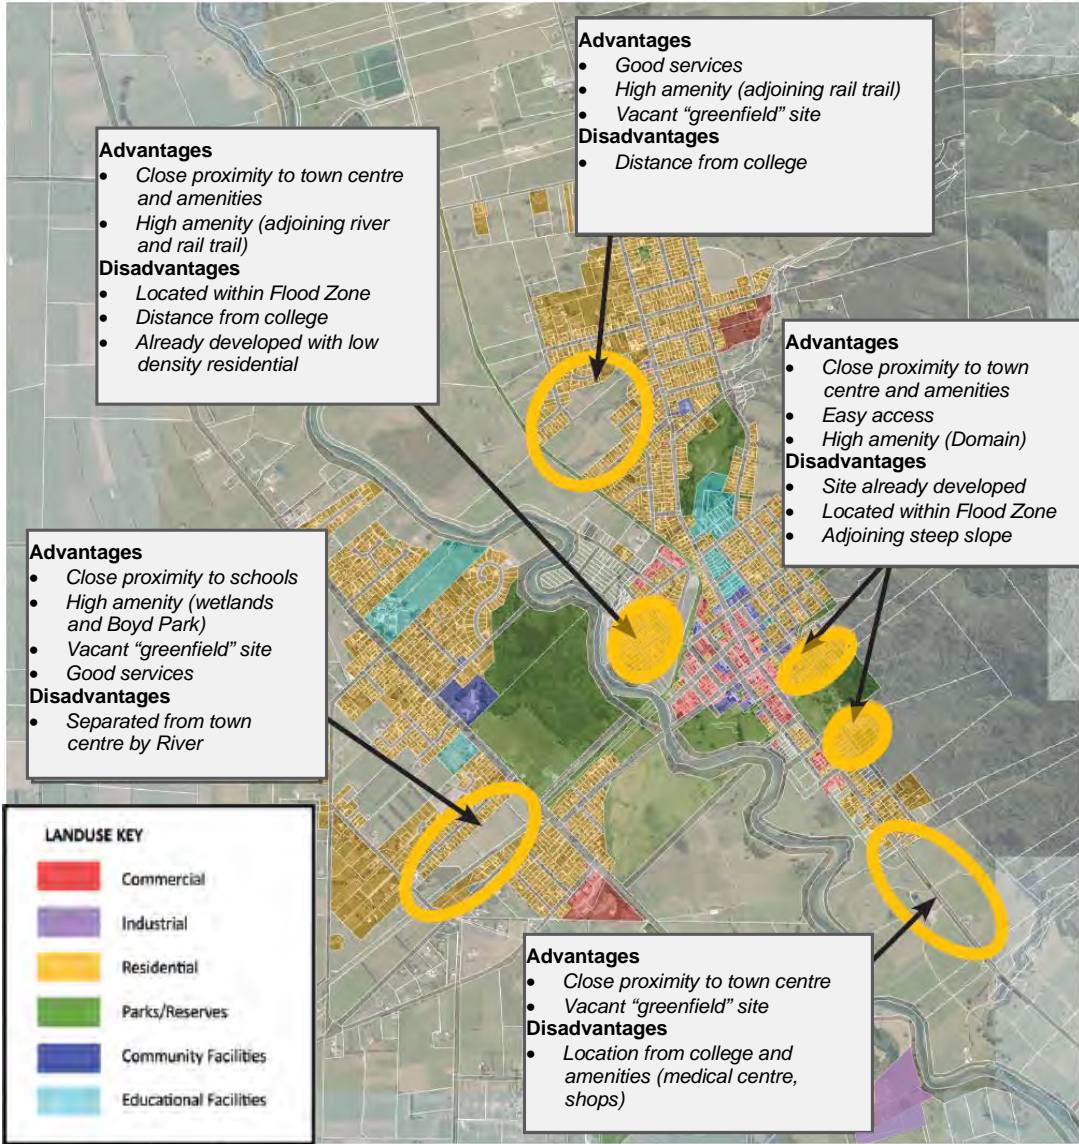 Advantages
• Good services
• High amenity (adjoining rail trail)
• Vacant “greenfield” site
Disadvantages
• Distance from college
Advantages
• Close proximity to town centre
and amenities
• High amenity (adjoining river
and rail trail)
Disadvantages
• Located within Flood Zone
• Distance from college
• Already developed with low
density residential
Advantages
• Close proximity to town
centre and amenities
• Easy access
• High amenity (Domain)
Disadvantages
• Site already developed
• Located within Flood Zone
• Adjoining steep slope
Advantages
• Close proximity to schools
• High amenity (wetlands
and Boyd Park)
• Vacant “greenfield” site
• Good services
Disadvantages
• Separated from town
centre by River
Advantages
• Close proximity to town centre
• Vacant “greenfield” site
Disadvantages
• Location from college and
amenities (medical centre,
shops)
LANDUSE KEY
Commercial
Industrial
Residential
Parks/Reserves
Community Facilities
Educational Facilities